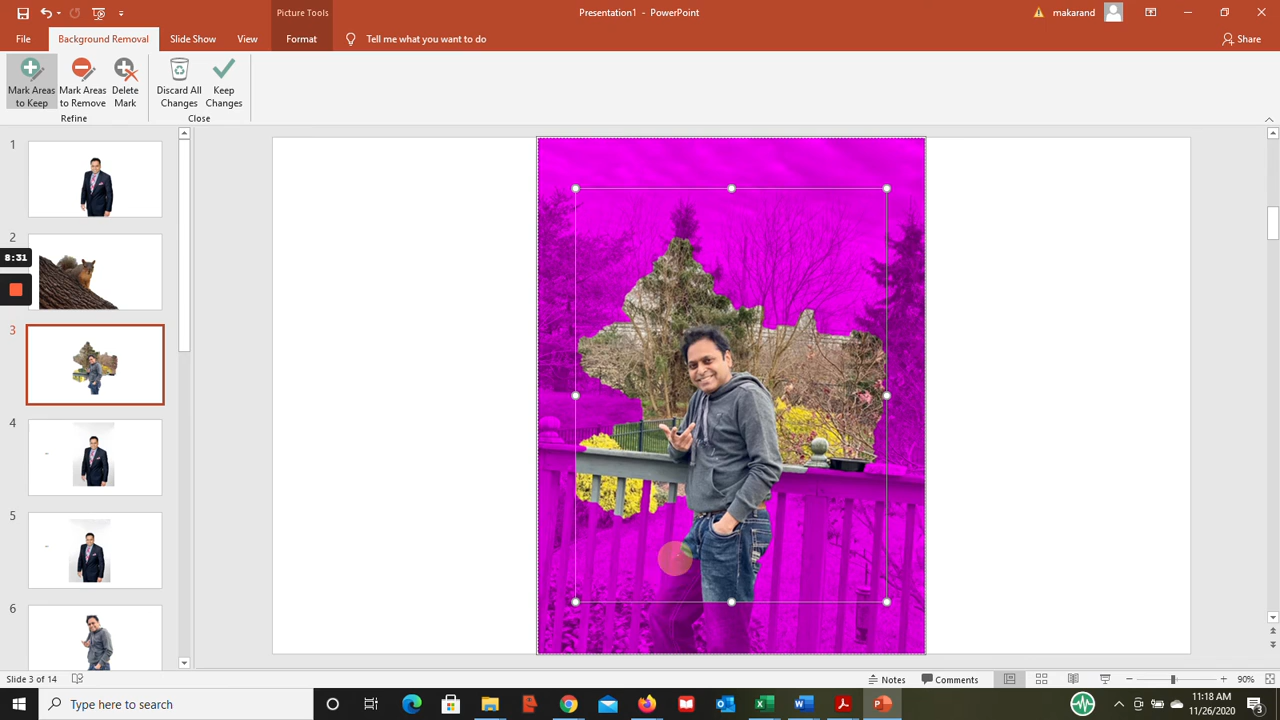 Picture Tools
Presentation1 - PowerPoint
makarand
File
Background Removal
Slide Show
View
Format
Tell me what you want to do
Share
Mark Areas to Keep
Mark Areas to Remove
Delete Mark
Discard All Changes
Keep Changes
Refine
Close
1
2
8:31
3
4
5
6
Slide 3 of 14
Notes
Comments
90%
Type here to search
11:18 AM
11/26/2020
3